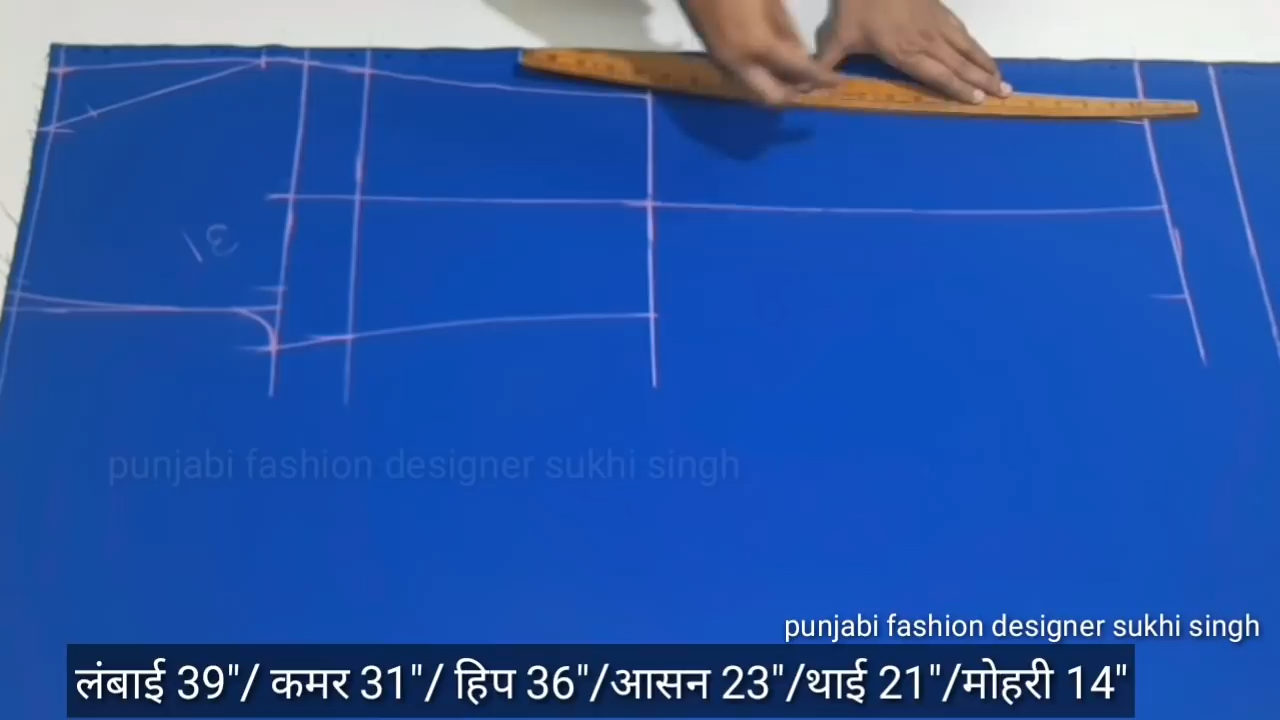 31
punjabi fashion designer sukhi singh
punjabi fashion designer sukhi singh
लंबाई 39"/ कमर 31"/ हिप 36"/आसन 23"/थाई 21"/मोहरी 14"